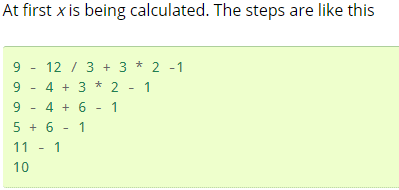 At first x is being calculated. The steps are like this
9 - 12 / 3 + 3 * 2 -1
9 - 4 + 3 * 2 - 1
9 - 4 + 6 - 1
5 + 6 - 1
11 - 1
10